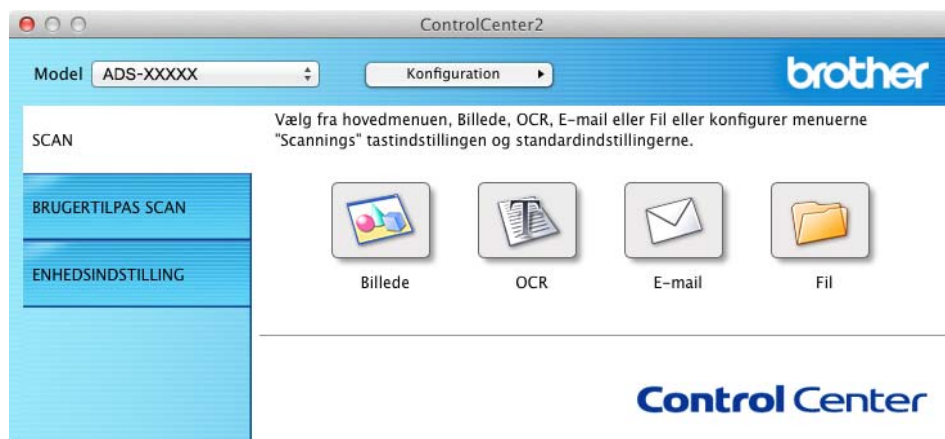 ControlCenter2
Model ADS-XXXXX Konfiguration brother
SCAN
Vælg fra hovedmenuen, Billede, OCR, E-mail eller Fil eller konfigurer menuerne
"Scannings" tastindstillingen og standardindstillingerne.
BRUGERTILPAS SCAN
ENHEDSINDSTILLING
Billede OCR E-mail Fil
Control Center